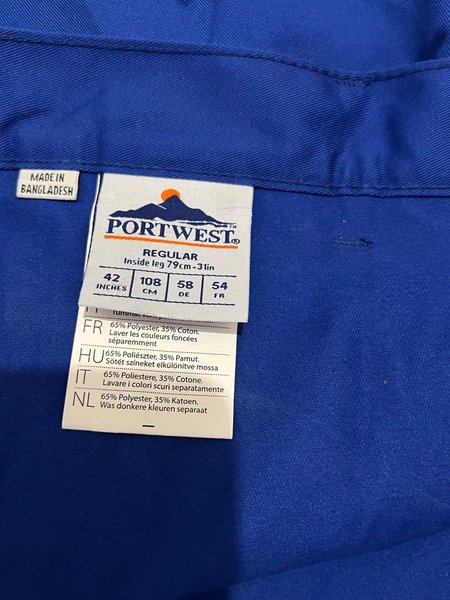 MADE IN
BANGLADESH
PORTWEST
TM
®
REGULAR
Inside leg 79cm-31in
42 108 58 54
INCHES CM DE FR
FR 65% Polyester, 35% Coton.
Laver les couleurs foncées
séparemment
HU 65% Poliészter, 35% Pamut.
Sötét színeket elkülönítve mossa
IT 65% Poliestere, 35% Cotone.
Lavare i colori scuri separatamente
NL 65% Polyester, 35% Katoen.
Was donkere kleuren separaat